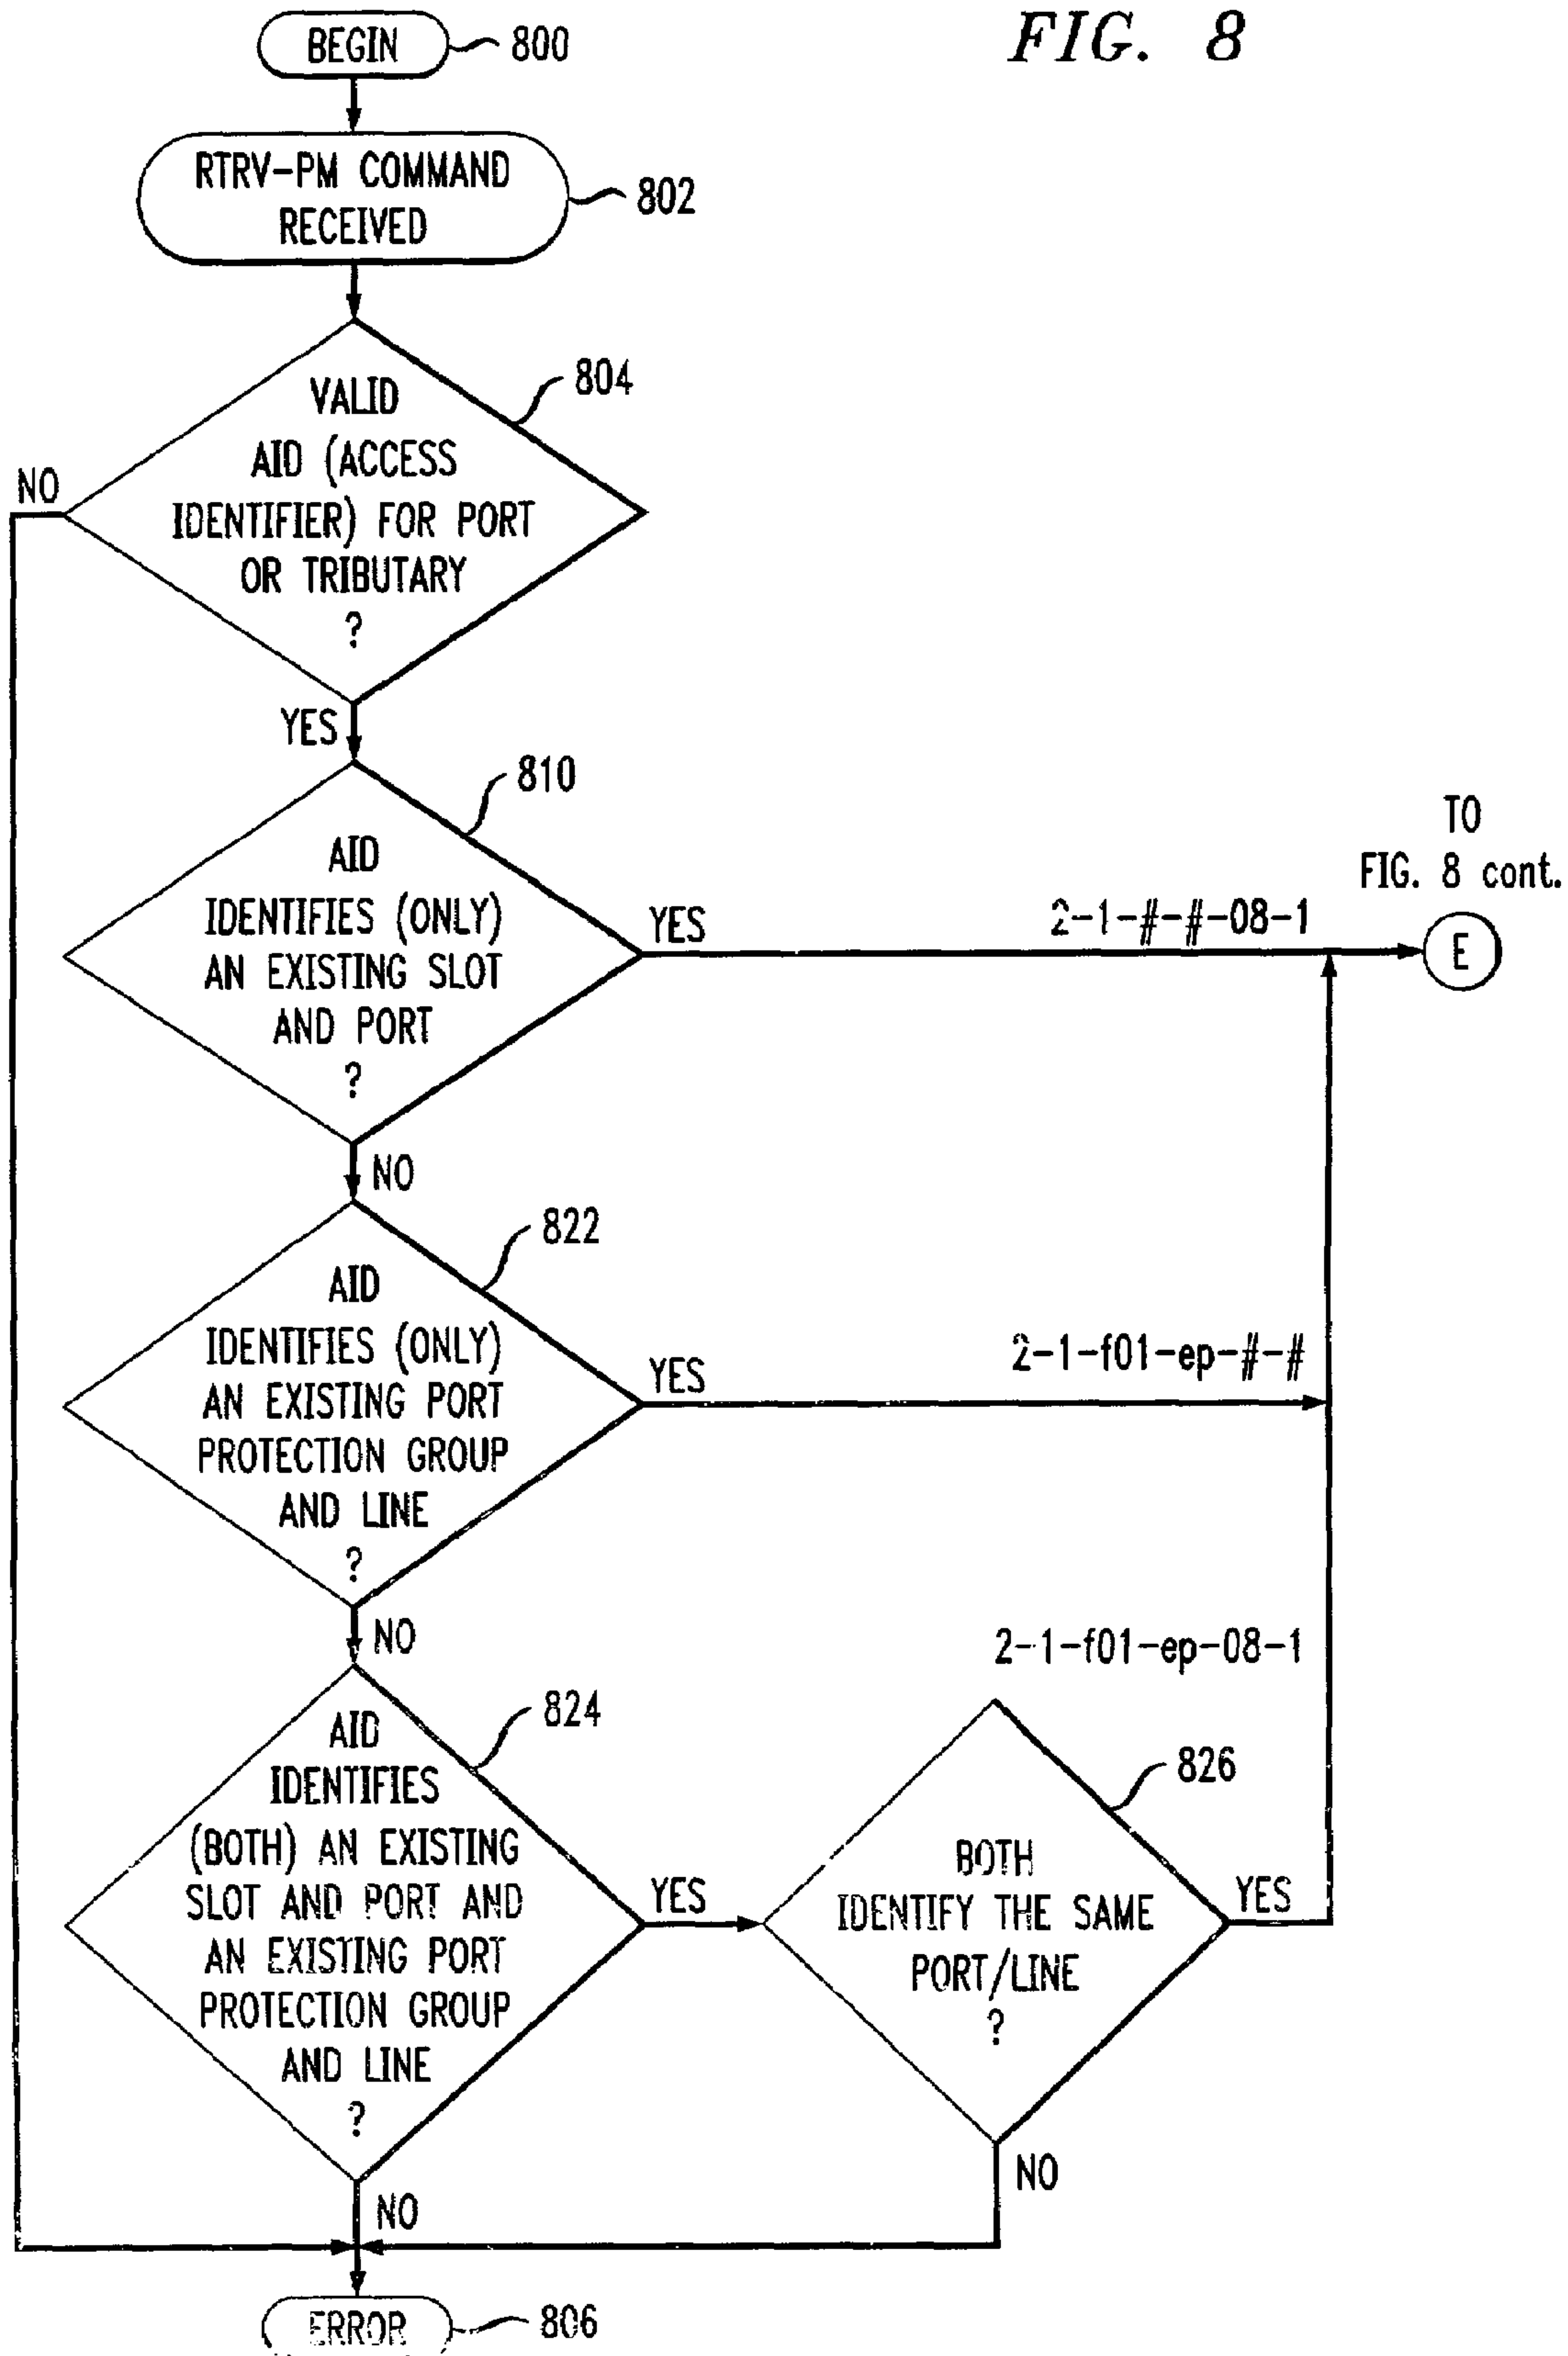 FIG. 8
BEGIN
800
RTRV-PM COMMAND
RECEIVED
802
VALID
AID (ACCESS
IDENTIFIER) FOR PORT
OR TRIBUTARY
?
804
NO
YES
AID
IDENTIFIES (ONLY)
AN EXISTING SLOT
AND PORT
?
810
YES
2-1-#-#-08-1
TO
FIG. 8 cont.
E
NO
AID
IDENTIFIES (ONLY)
AN EXISTING PORT
PROTECTION GROUP
AND LINE
?
822
YES
2-1-f01-ep-#-#
NO
AID
IDENTIFIES
(BOTH) AN EXISTING
SLOT AND PORT AND
AN EXISTING PORT
PROTECTION GROUP
AND LINE
?
824
YES
2-1-f01-ep-08-1
BOTH
IDENTIFY THE SAME
PORT/LINE
?
826
YES
NO
NO
ERROR
806